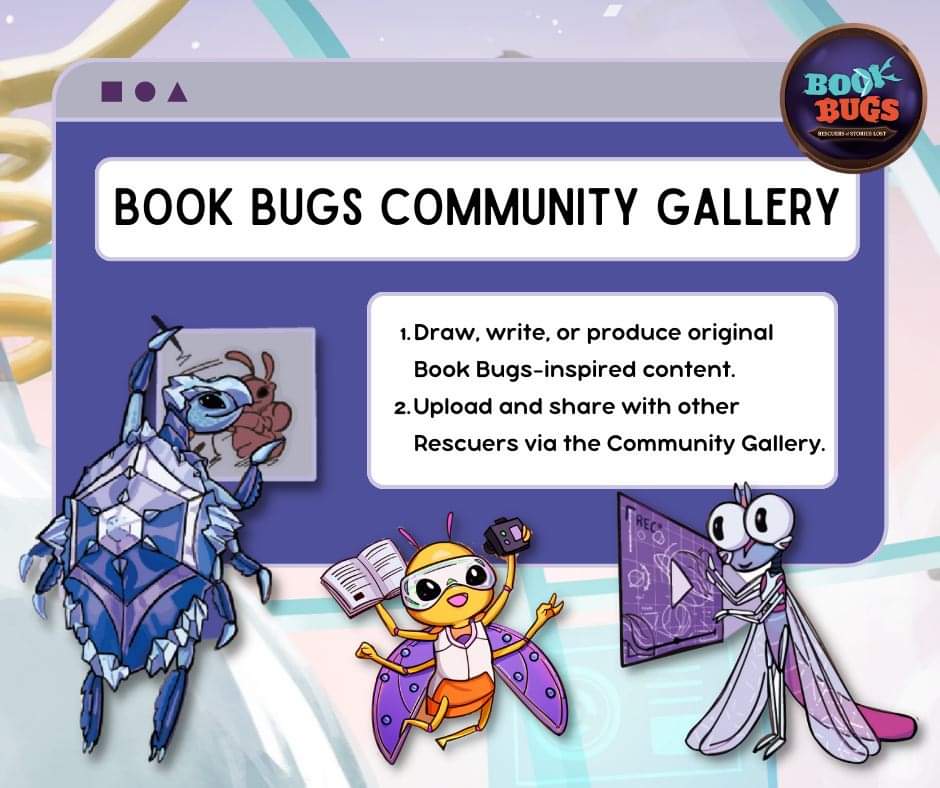 BOOK
BUGS
RESCUERS of STORIES LOST
BOOK BUGS COMMUNITY GALLERY
1. Draw, write, or produce original
Book Bugs-inspired content.
2. Upload and share with other
Rescuers via the Community Gallery.
REC